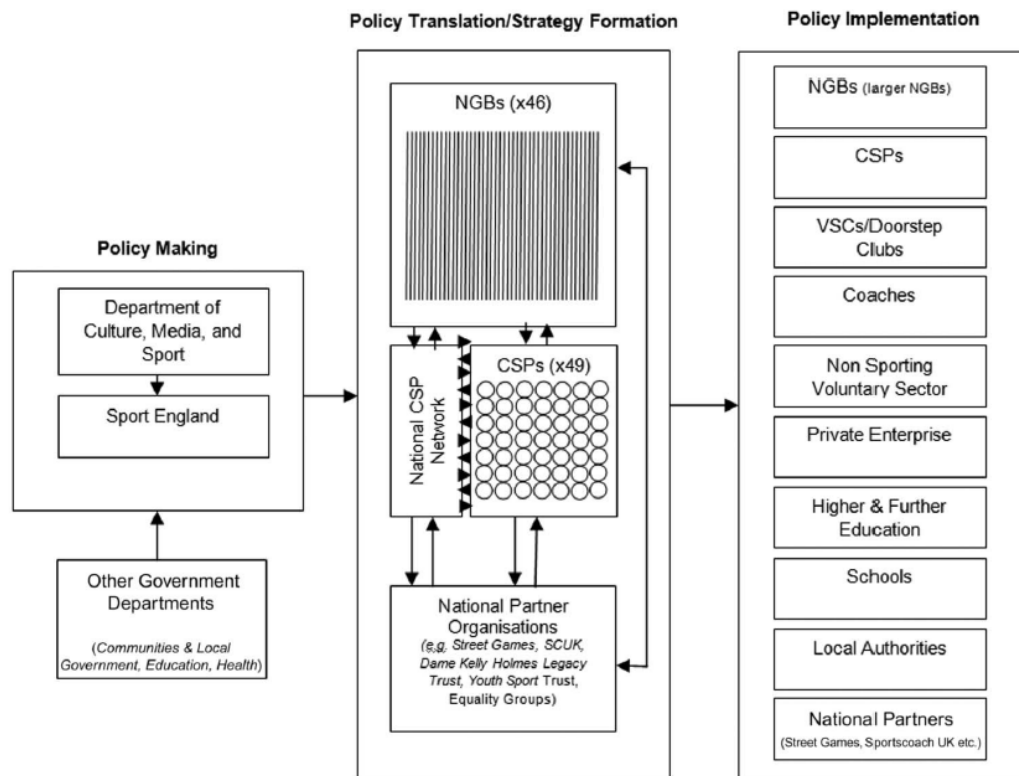 Policy Making
Department of
Culture, Media, and
Sport
Sport England
Other Government
Departments
(Communities & Local
Government, Education, Health)
Policy Translation/Strategy Formation
NGBs (x46)
National CSP
Network
CSPs (x49)
National Partner
Organisations
(e.g. Street Games, SCUK,
Dame Kelly Holmes Legacy
Trust, Youth Sport Trust,
Equality Groups)
Policy Implementation
NGBs (larger NGBs)
CSPs
VSCs/Doorstep
Clubs
Coaches
Non Sporting
Voluntary Sector
Private Enterprise
Higher & Further
Education
Schools
Local Authorities
National Partners
(Street Games, Sportscoach UK etc.)